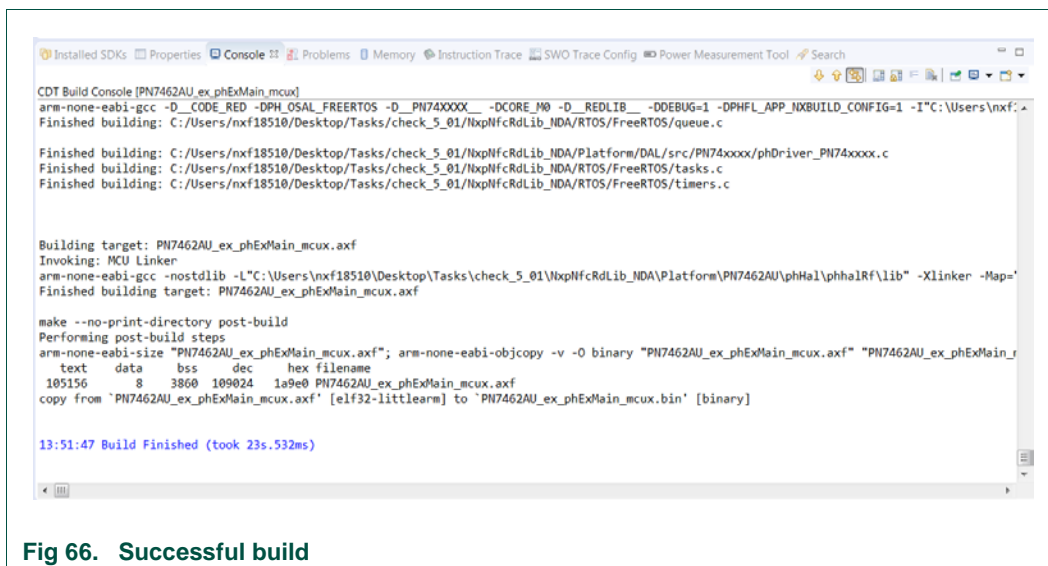 Installed SDKs Properties Console Problems Memory Instruction Trace SWO Trace Config Power Measurement Tool Search
CDT Build Console [PN7462AU_ex_phExMain_mcux]
arm-none-eabi-gcc -D__CODE_RED -DPH_OSAL_FREERTOS -D__PN74XXXX__ -DCORE_M0 -D__REDLIB__ -DDEBUG=1 -DPHFL_APP_NXBUILD_CONFIG=1 -I"C:\Users\nxf1
Finished building: C:/Users/nxf18510/Desktop/Tasks/check_5_01/NxpNfcRdLib_NDA/RTOS/FreeRTOS/queue.c
Finished building: C:/Users/nxf18510/Desktop/Tasks/check_5_01/NxpNfcRdLib_NDA/Platform/DAL/src/PN74xxxx/phDriver_PN74xxxx.c
Finished building: C:/Users/nxf18510/Desktop/Tasks/check_5_01/NxpNfcRdLib_NDA/RTOS/FreeRTOS/tasks.c
Finished building: C:/Users/nxf18510/Desktop/Tasks/check_5_01/NxpNfcRdLib_NDA/RTOS/FreeRTOS/timers.c
Building target: PN7462AU_ex_phExMain_mcux.axf
Invoking: MCU Linker
arm-none-eabi-gcc -nostdlib -L"C:\Users\nxf18510\Desktop\Tasks\check_5_01\NxpNfcRdLib_NDA\Platform\PN7462AU\phHal\phhalRf\lib" -Xlinker -Map="
Finished building target: PN7462AU_ex_phExMain_mcux.axf
make --no-print-directory post-build
Performing post-build steps
arm-none-eabi-size "PN7462AU_ex_phExMain_mcux.axf"; arm-none-eabi-objcopy -v -O binary "PN7462AU_ex_phExMain_mcux.axf" "PN7462AU_ex_phExMain_
text data bss dec hex filename
105156 8 3860 109024 1a9e0 PN7462AU_ex_phExMain_mcux.axf
copy from `PN7462AU_ex_phExMain_mcux.axf' [elf32-littlearm] to `PN7462AU_ex_phExMain_mcux.bin' [binary]
13:51:47 Build Finished (took 23s.532ms)
Fig 66. Successful build